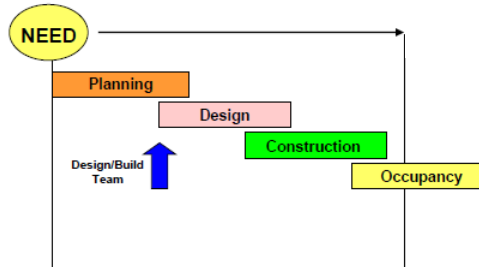 NEED
Planning
Design
Construction
Design/Build
Team
Occupancy